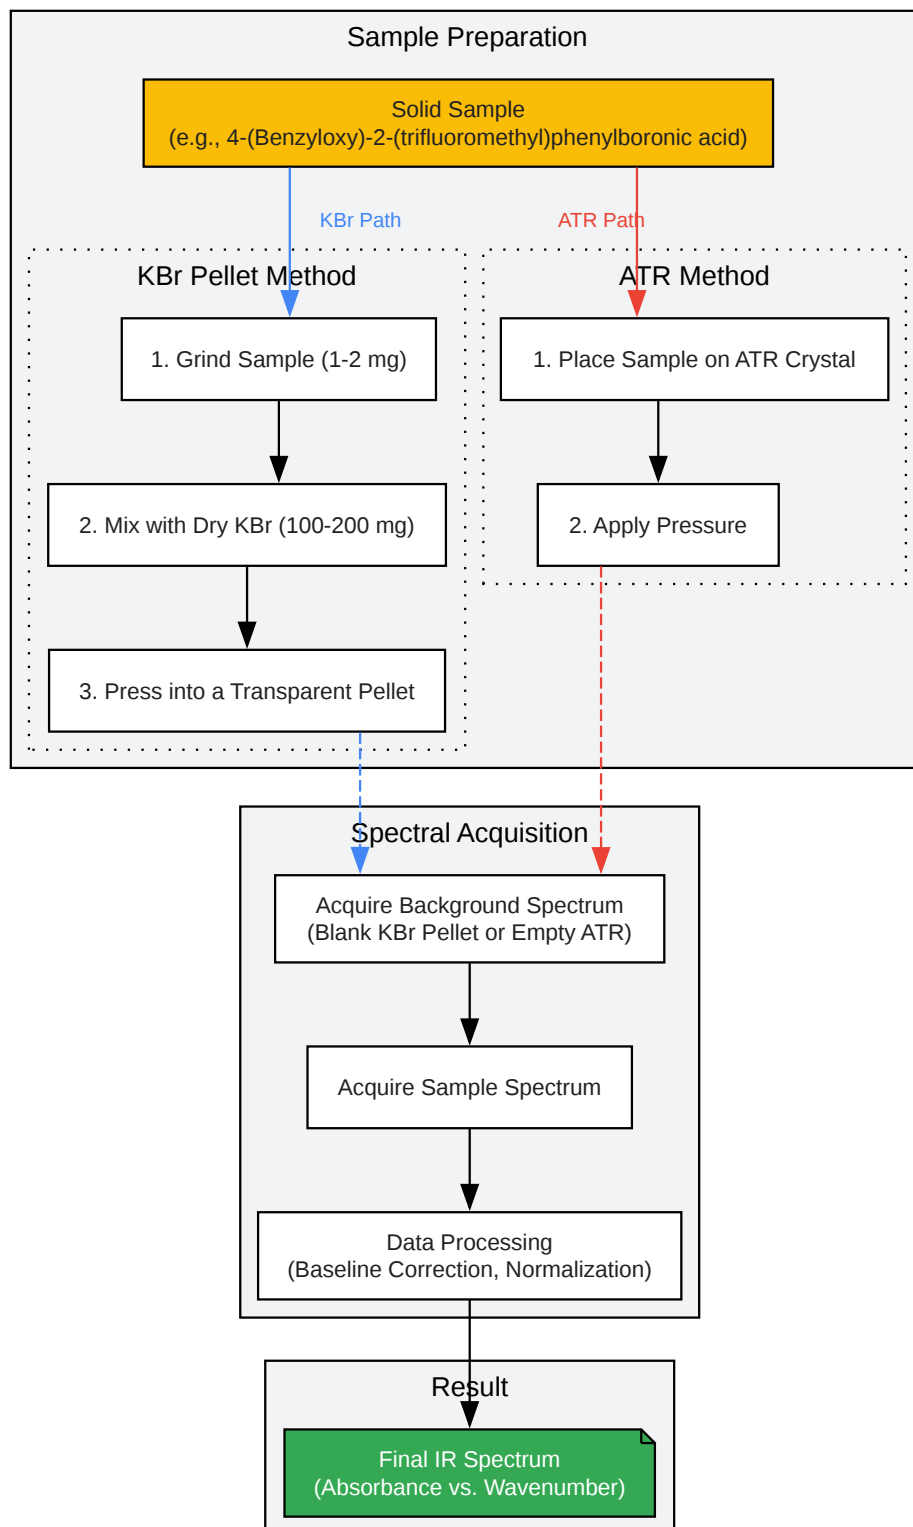 Sample Preparation
Solid Sample
(e.g., 4-(Benzyloxy)-2-(trifluoromethyl)phenylboronic acid)
KBr Path
ATR Path
KBr Pellet Method
ATR Method
1. Grind Sample (1-2 mg)
1. Place Sample on ATR Crystal
2. Mix with Dry KBr (100-200 mg)
2. Apply Pressure
3. Press into a Transparent Pellet
Spectral Acquisition
Acquire Background Spectrum
(Blank KBr Pellet or Empty ATR)
Acquire Sample Spectrum
Data Processing
(Baseline Correction, Normalization)
Result
Final IR Spectrum
(Absorbance vs. Wavenumber)